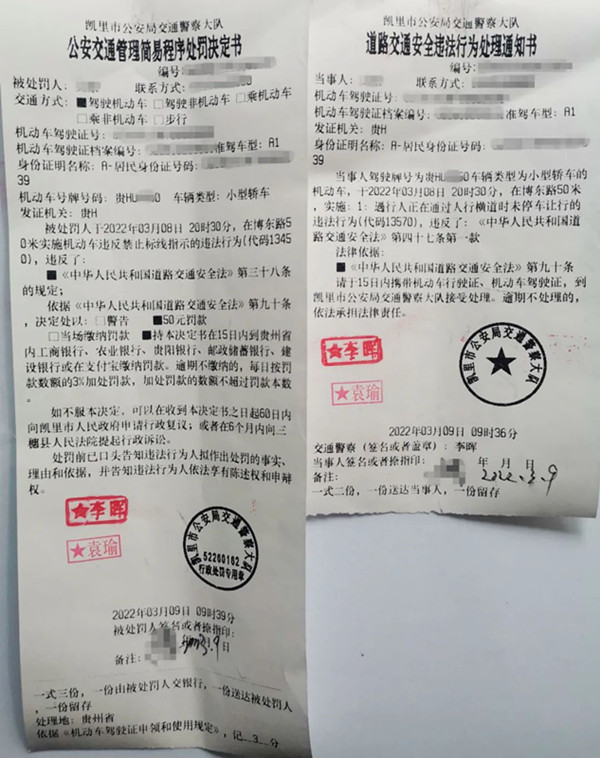 凯里市公安局交通警察大队
公安交通管理简易程序处罚决定书
编号:
被处罚人: 联系方式:
交通方式: ■驾驶机动车 □驾驶非机动车 □乘机动车
□乘非机动车 □步行
机动车驾驶证号:
机动车驾驶证档案编号: 准驾车型: A1
身份证明名称: A-居民身份证号码:
39
机动车号牌号码: 贵HU 0 车辆类型: 小型轿车
发证机关: 贵H
被处罚人于2022年03月08日 20时30分, 在博东路5
0米实施机动车违反禁止标线指示的违法行为(代码1345
0), 违反了:
■《中华人民共和国道路交通安全法》第三十八条
的规定;
依据《中华人民共和国道路交通安全法》第九十条
, 决定处以: □警告 ■50元罚款
□当场缴纳罚款 ■持本决定书在15日内到贵州省
内工商银行、农业银行、贵阳银行、邮政储蓄银行、建
设银行或在支付宝缴纳罚款。逾期不缴纳的, 每日按罚
款数额的3%加处罚款, 加处罚款的数额不超过罚款本数
。
如不服本决定, 可以在收到本决定书之日起60日内
向凯里市人民政府申请行政复议; 或者在6个月内向三
穗县人民法院提起行政诉讼。
处罚前已口头告知违法行为人拟作出处罚的事实、
理由和依据, 并告知违法行为人依法享有陈述权和申辩
权。
★李晖
★袁瑜
凯里市公安局交通警察大队
52260102
行政处罚专用章
2022年03月09日 09时39分
被处罚人签名或者捺指印:
3.9日
备注:
一式三份, 一份由被处罚人交银行, 一份送达被处罚人
, 一份留存
处理地: 贵州省
依据《机动车驾驶证申领和使用规定》, 记__3__分
凯里市公安局交通警察大队
道路交通安全违法行为处理通知书
编号:
当事人: 联系方式:
机动车驾驶证号:
机动车驾驶证档案编号: 准驾车型: A1
发证机关: 贵H
身份证明名称: A-居民身份证号码:
39
当事人驾驶号牌为贵HU 0车辆类型为小型轿车的
机动车, 于2022年03月08日 20时30分, 在博东路50米
, 实施: 1: 遇行人正在通过人行横道时未停车让行的
违法行为(代码13570), 违反了: 《中华人民共和国道
路交通安全法》第四十七条第一款
法律依据:
■《中华人民共和国道路交通安全法》第九十条
请于15日内携带机动车行驶证、机动车驾驶证, 到
凯里市公安局交通警察大队接受处理。逾期不处理的,
依法承担法律责任。
★李晖
★袁瑜
凯里市公安局交通警察大队
2022年03月09日 09时36分
交通警察 (签名或者盖章): 李晖
当事人签名或者捺指印: 年 月 日
备注: 2022.3.9
一式二份, 一份送达当事人, 一份留存